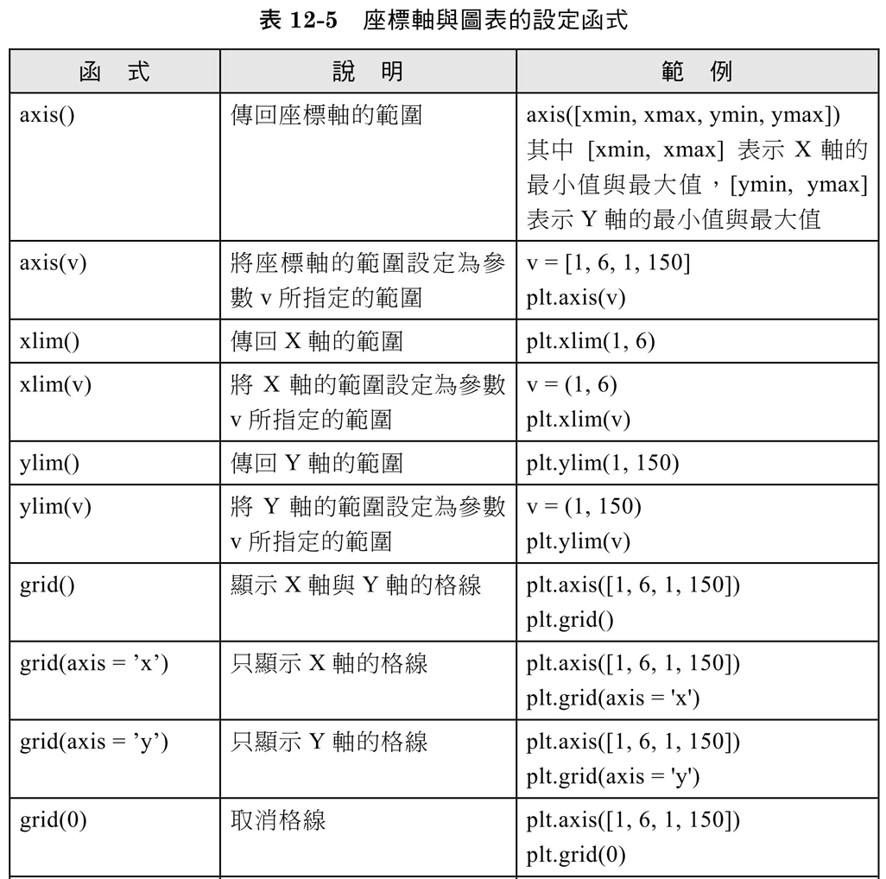 表 12-5 座標軸與圖表的設定函式
函 式 說 明 範 例
axis() 傳回座標軸的範圍 axis([xmin, xmax, ymin, ymax])
其中 [xmin, xmax] 表示 X 軸的
最小值與最大值，[ymin, ymax]
表示 Y 軸的最小值與最大值
axis(v) 將座標軸的範圍設定為參 v = [1, 6, 1, 150]
數 v 所指定的範圍 plt.axis(v)
xlim() 傳回 X 軸的範圍 plt.xlim(1, 6)
xlim(v) 將 X 軸的範圍設定為參數 v = (1, 6)
v 所指定的範圍 plt.xlim(v)
ylim() 傳回 Y 軸的範圍 plt.ylim(1, 150)
ylim(v) 將 Y 軸的範圍設定為參數 v = (1, 150)
v 所指定的範圍 plt.ylim(v)
grid() 顯示 X 軸與 Y 軸的格線 plt.axis([1, 6, 1, 150])
plt.grid()
grid(axis = ’x’) 只顯示 X 軸的格線 plt.axis([1, 6, 1, 150])
plt.grid(axis = 'x')
grid(axis = ’y’) 只顯示 Y 軸的格線 plt.axis([1, 6, 1, 150])
plt.grid(axis = 'y')
grid(0) 取消格線 plt.axis([1, 6, 1, 150])
plt.grid(0)